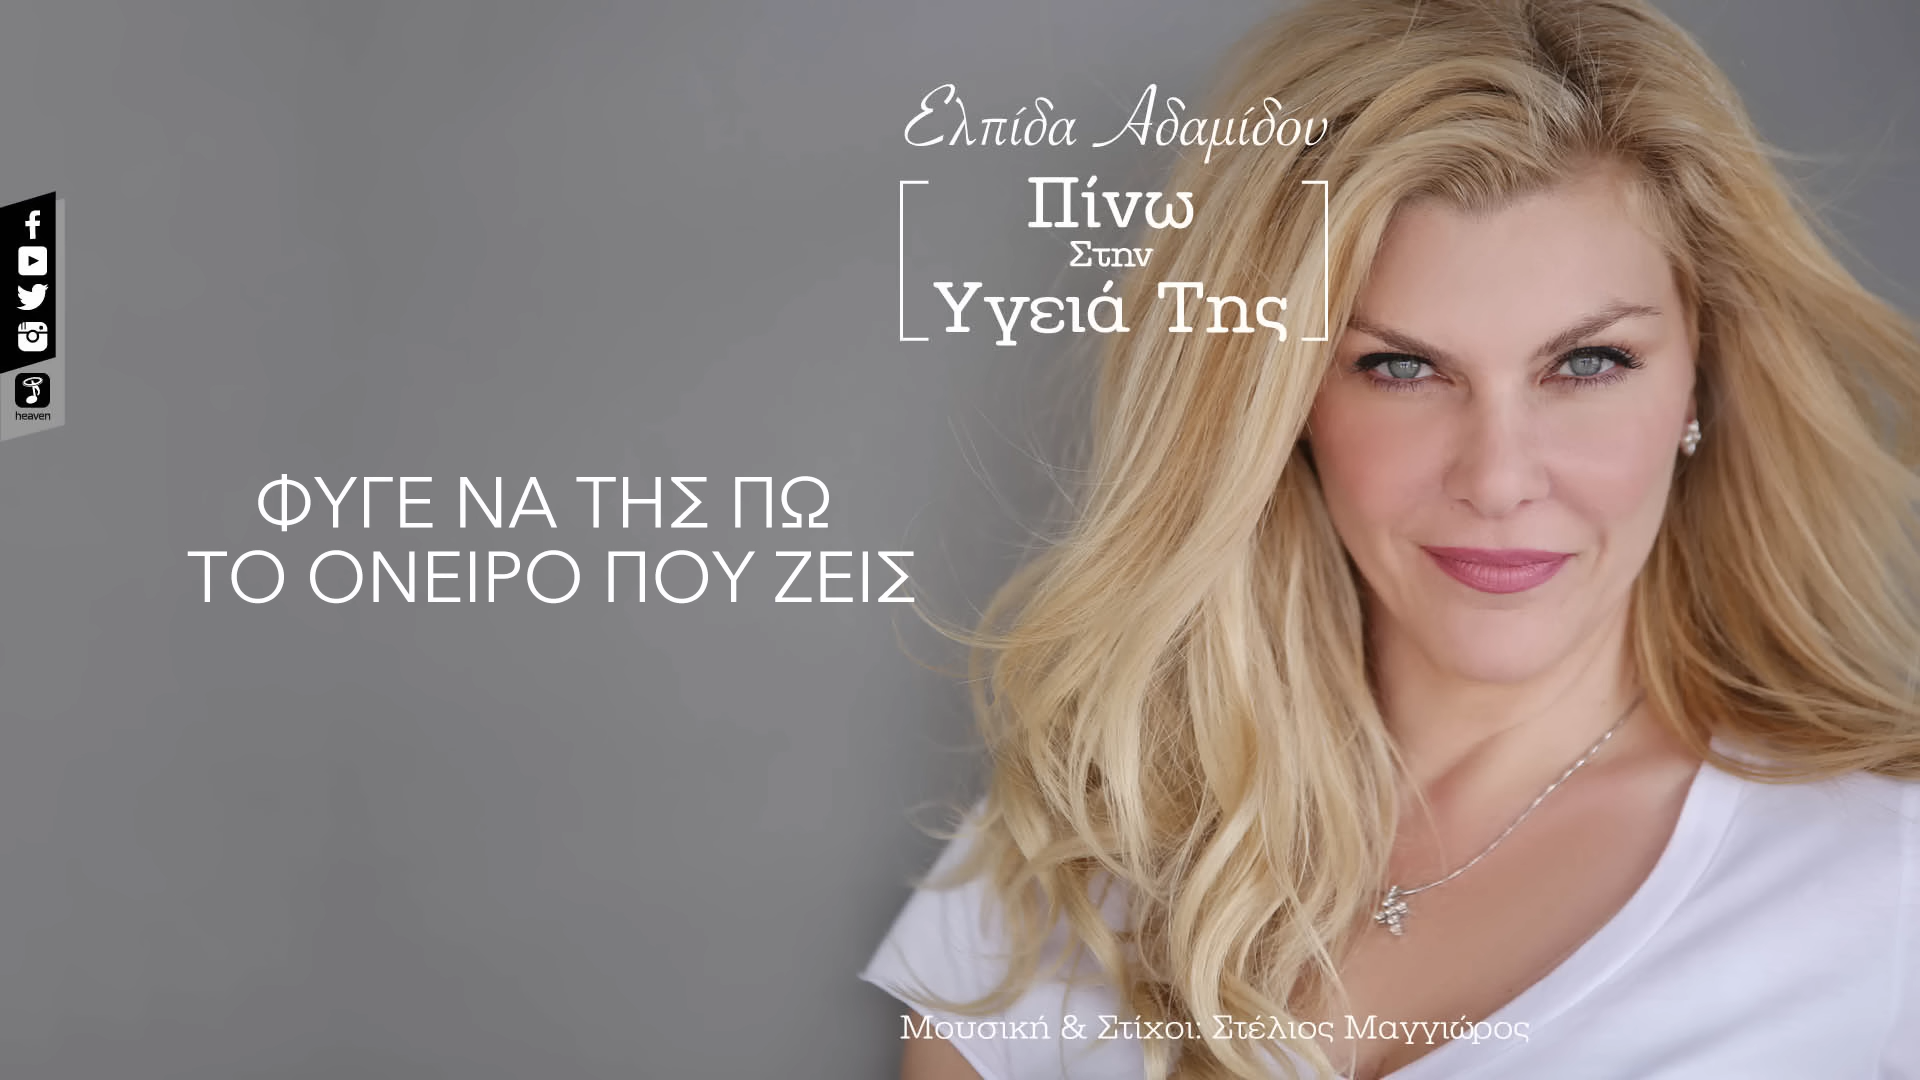 Ελπίδα Αδαμίδου
Πίνω
Στην
Υγειά Της
heaven
ΦΥΓΕ ΝΑ ΤΗΣ ΠΩ
ΤΟ ΟΝΕΙΡΟ ΠΟΥ ΖΕΙΣ
Μουσική & Στίχοι: Στέλιος Μαγγιώρος